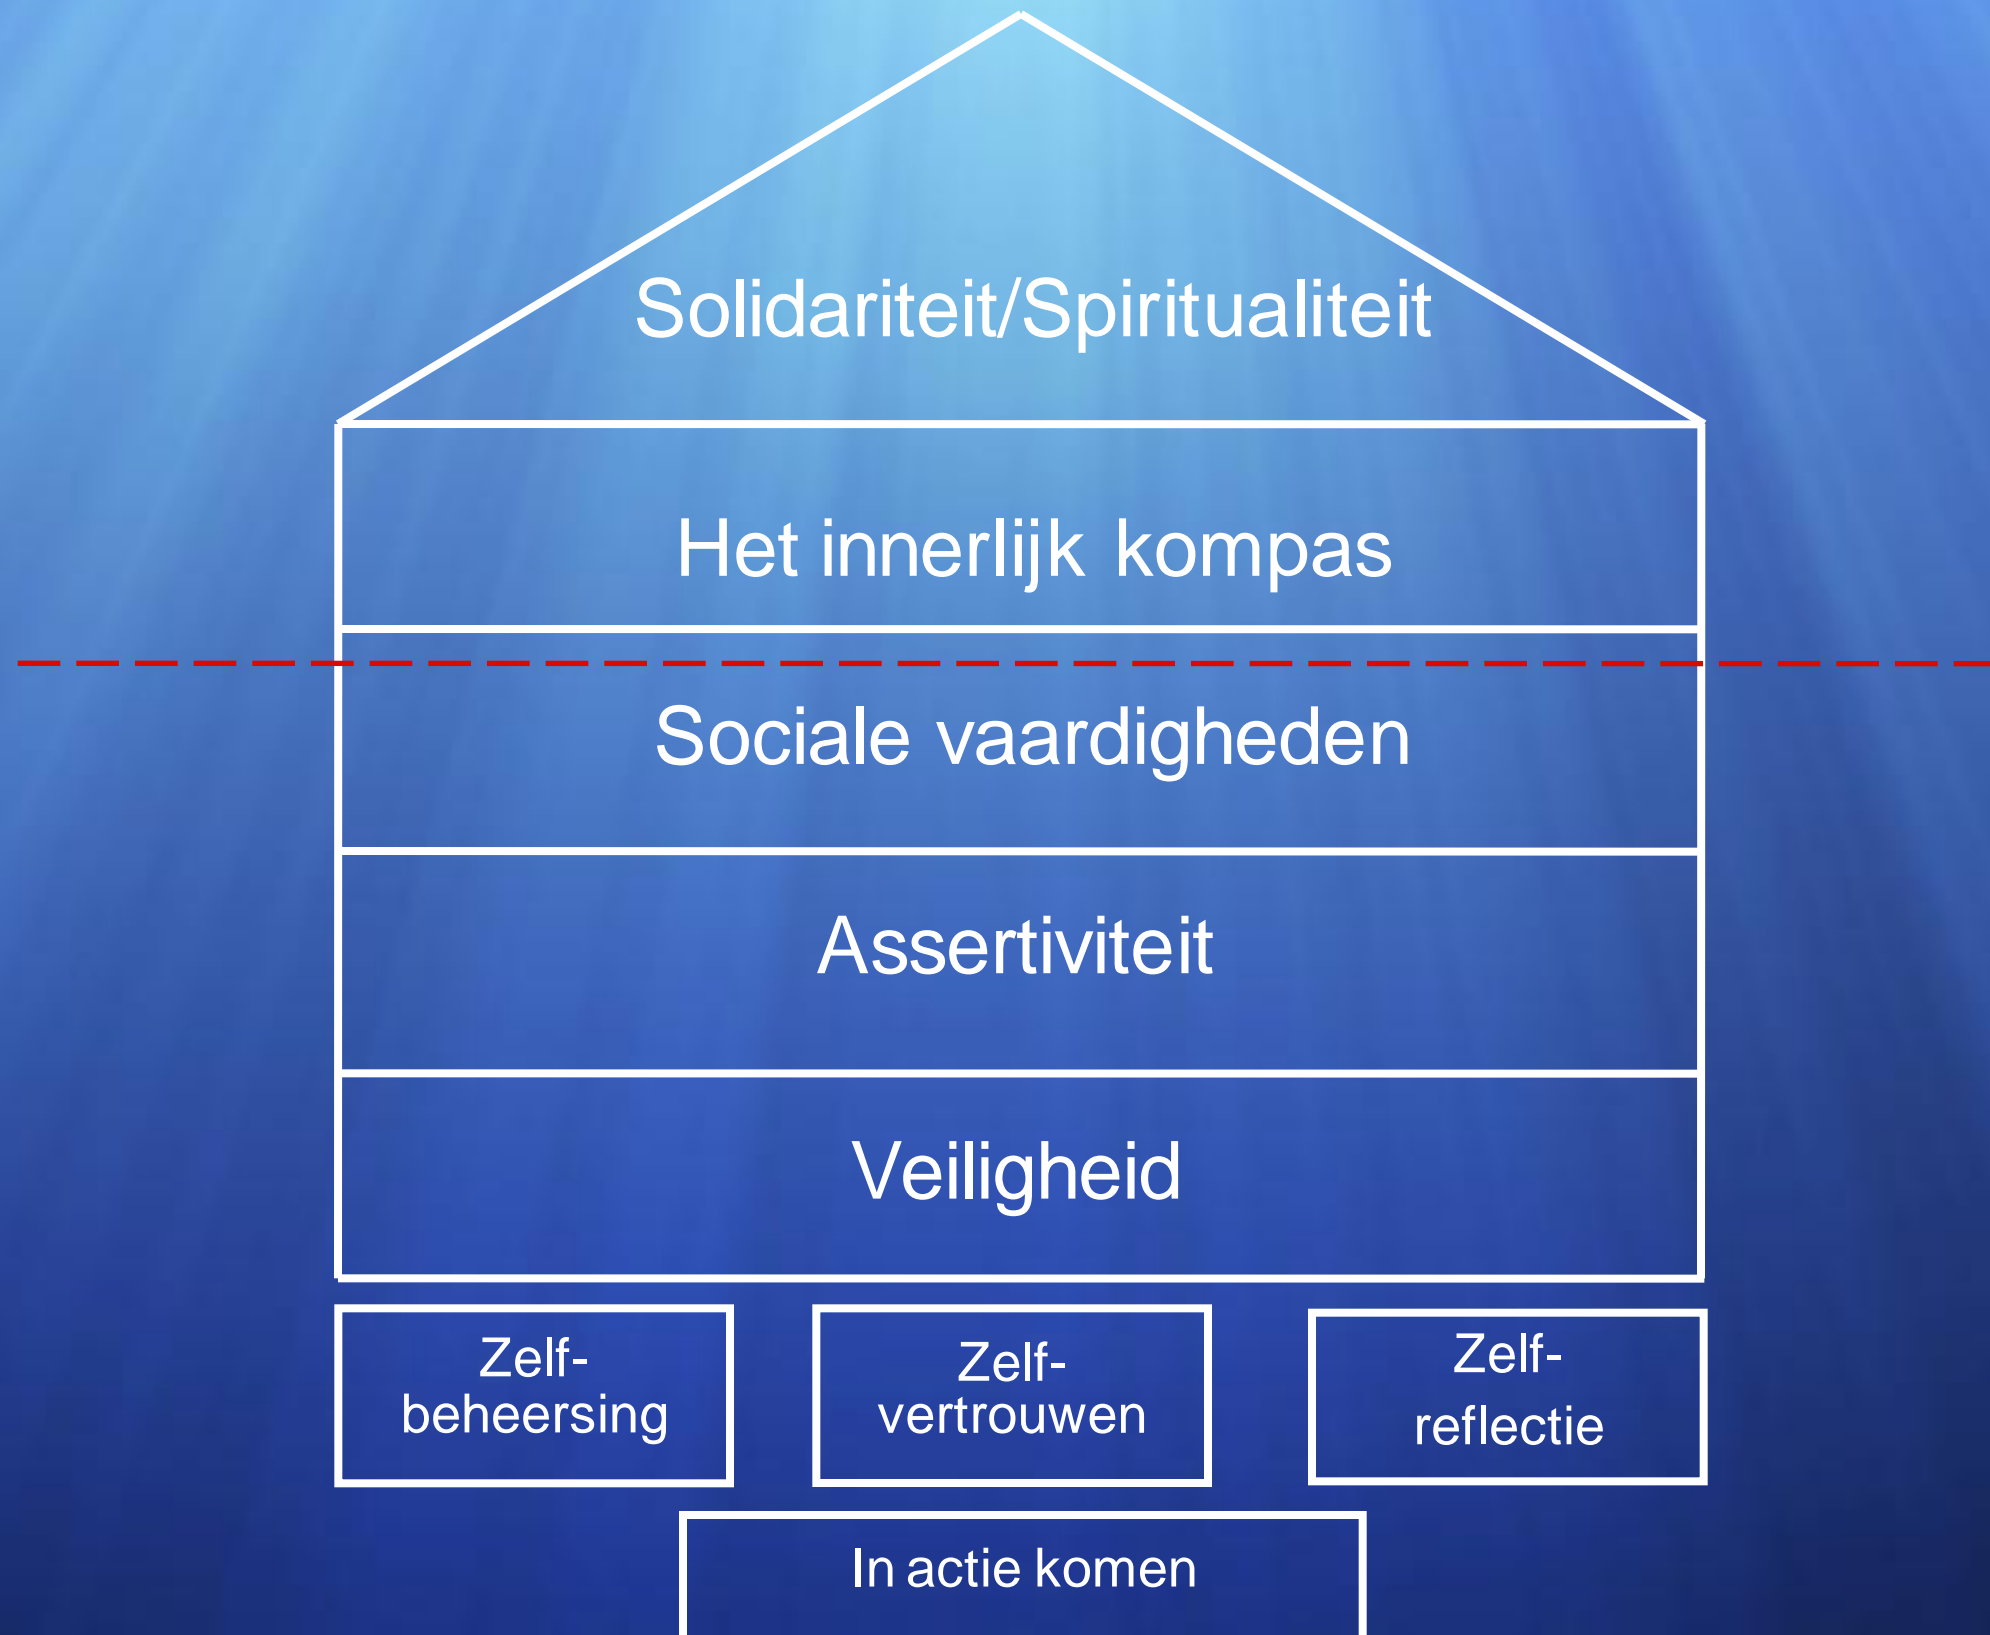 Solidariteit/Spiritualiteit
Het innerlijk kompas
Sociale vaardigheden
Assertiviteit
Veiligheid
Zelf-
beheersing
Zelf-
vertrouwen
Zelf-
reflectie
In actie komen